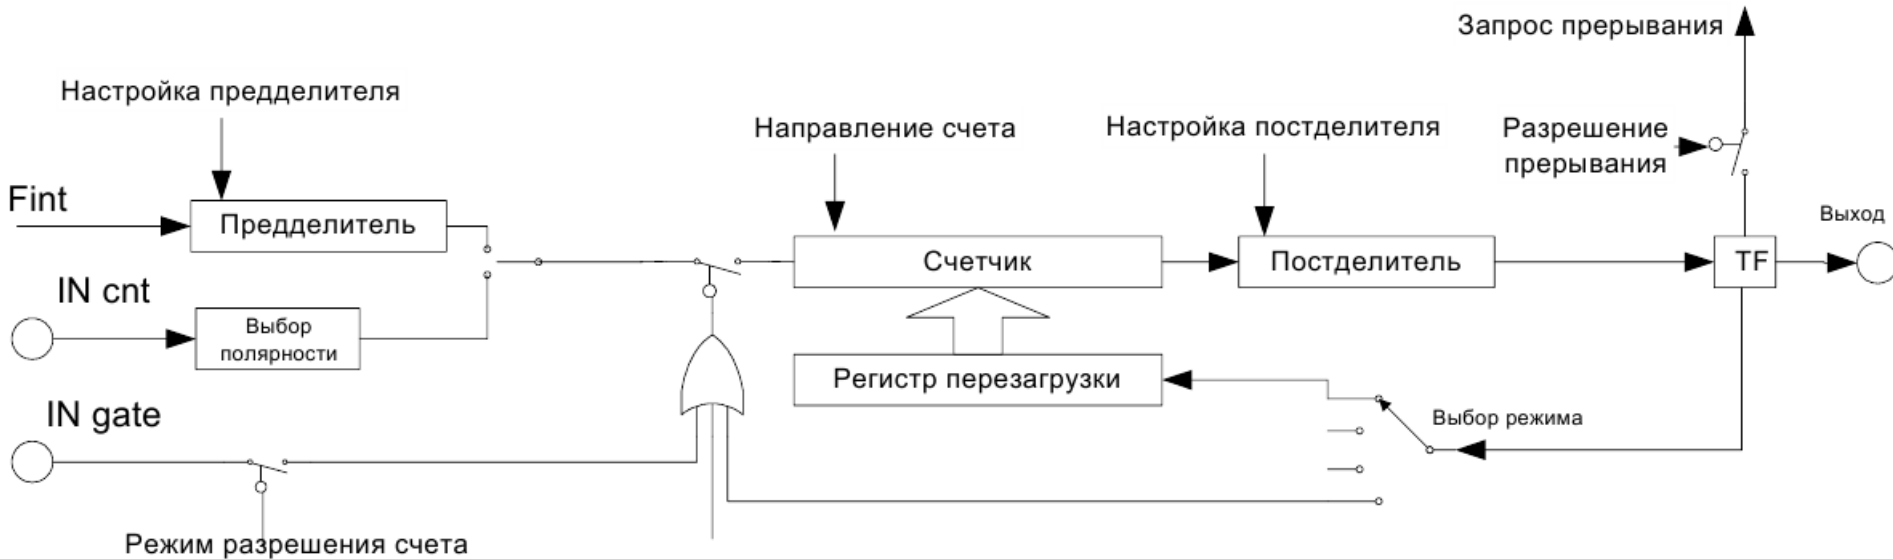 Запрос прерывания
Настройка предделителя
Направление счета
Настройка постделителя
Разрешение
прерывания
Fint
Предделитель
Выход
Счетчик
Постделитель
TF
IN cnt
Выбор
полярности
Регистр перезагрузки
IN gate
Выбор режима
Режим разрешения счета